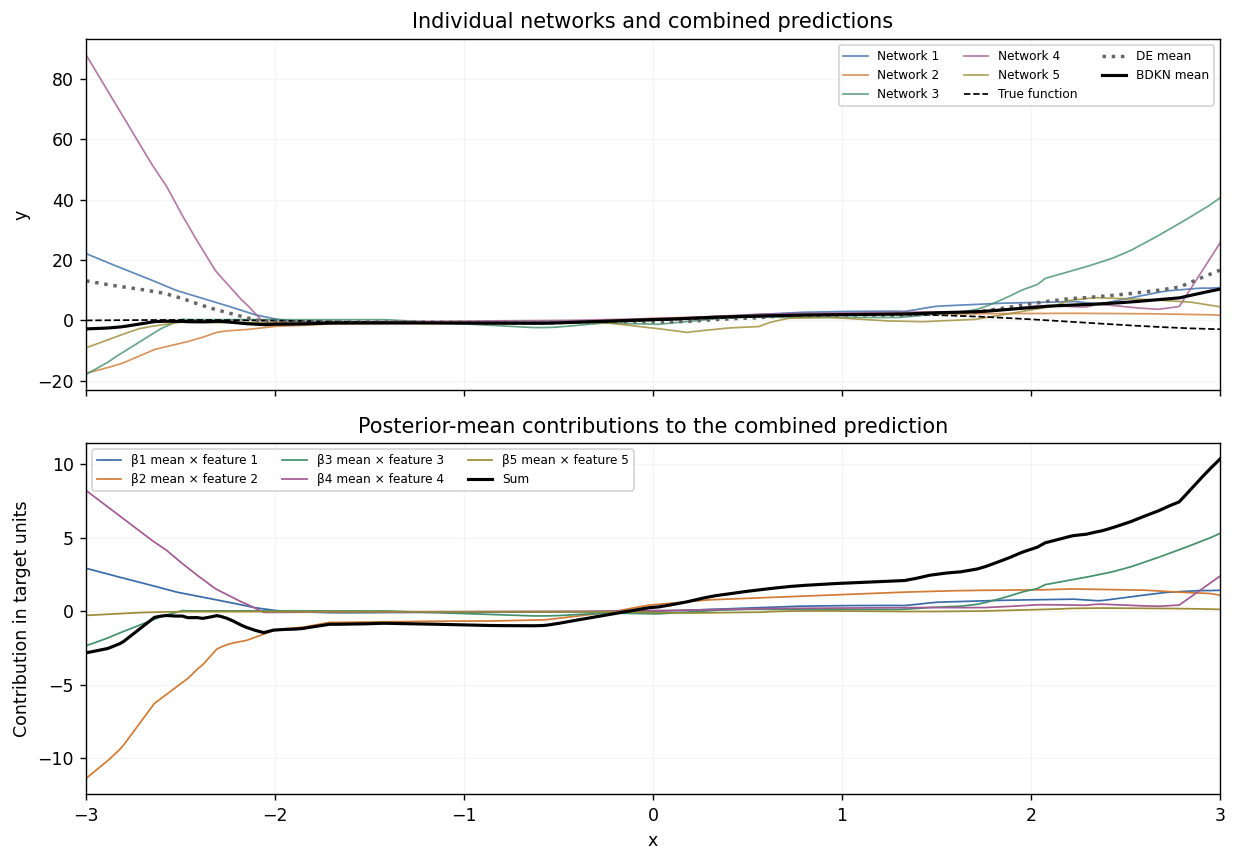 Individual networks and combined predictions
Network 1 Network 4 DE mean
Network 2 Network 5 BDKN mean
Network 3 True function
80
60
40
20
0
−20
y
Posterior-mean contributions to the combined prediction
β1 mean × feature 1 β3 mean × feature 3 β5 mean × feature 5
β2 mean × feature 2 β4 mean × feature 4 Sum
10
5
0
−5
−10
Contribution in target units
−3 −2 −1 0 1 2 3
x